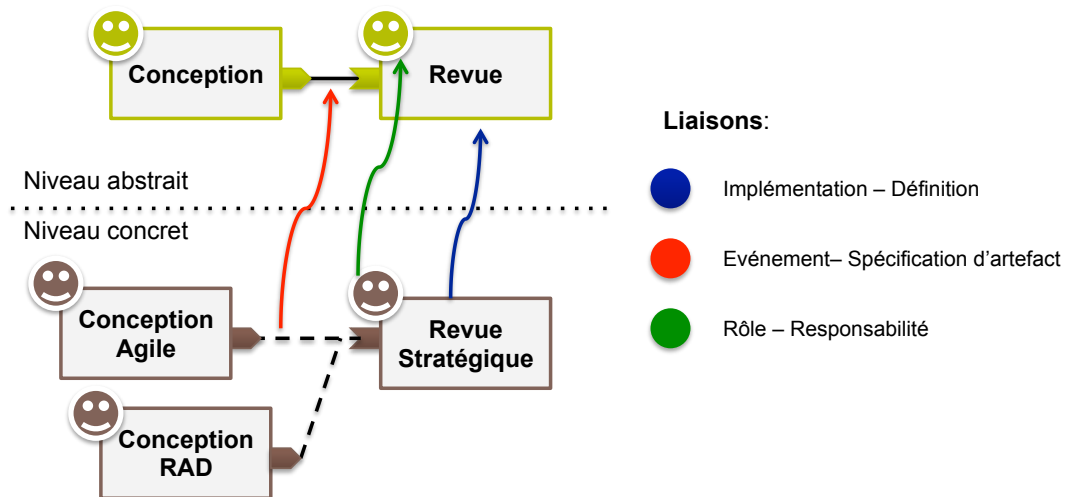 Conception
Revue
Niveau abstrait
Niveau concret
Conception
Agile
Revue
Stratégique
Conception
RAD
Liaisons:
Implémentation – Définition
Evénement– Spécification d'artefact
Rôle – Responsabilité